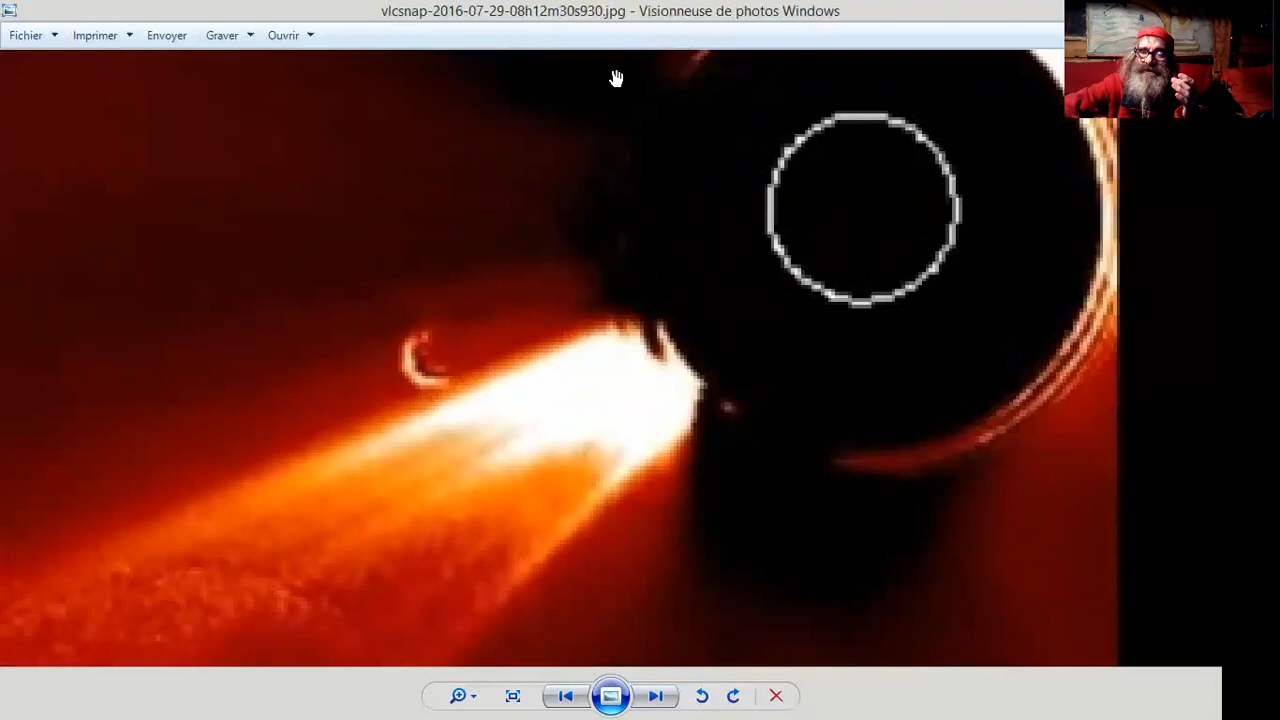 vlcsnap-2016-07-29-08h12m30s930.jpg - Visionneuse de photos Windows
Fichier Imprimer Envoyer Graver Ouvrir